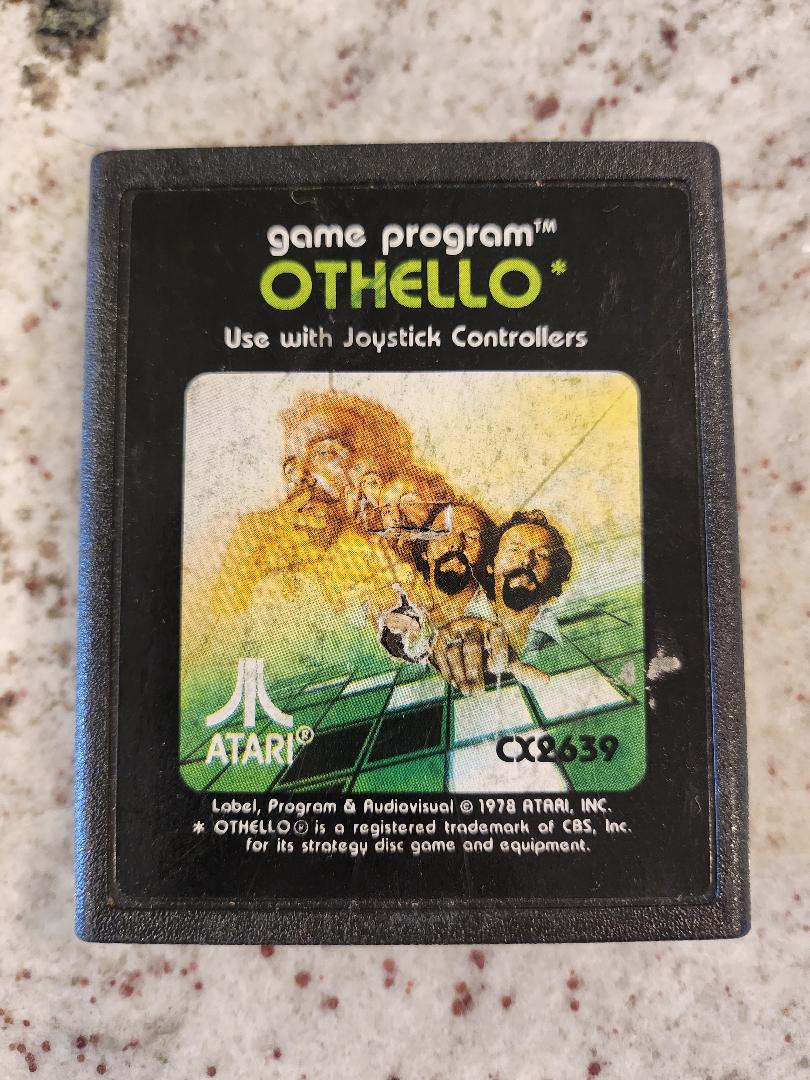 game program™
OTHELLO*
Use with Joystick Controllers
ATARI®
CX2639
Label, Program & Audiovisual © 1978 ATARI, INC.
* OTHELLO® is a registered trademark of CBS, Inc.
for its strategy disc game and equipment.